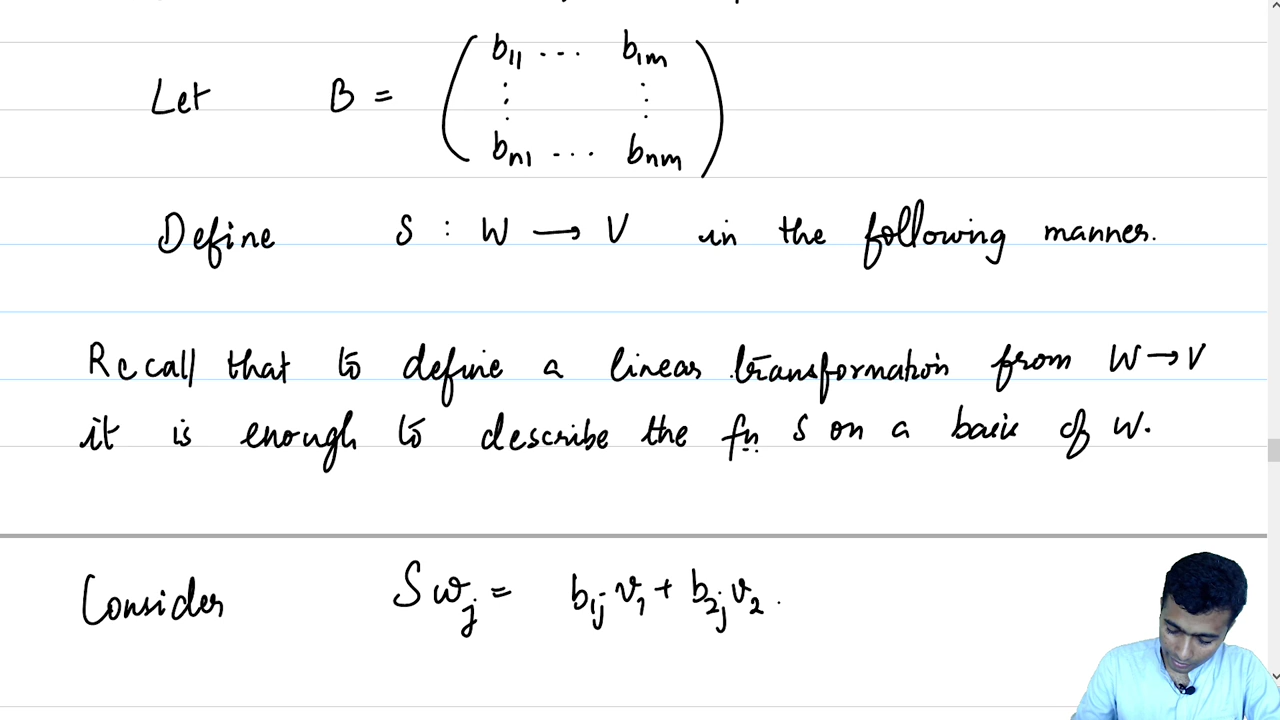 Let B = ( b11 ... b1m
⋮ ⋮
bn1 ... bnm )
Define S : W → V in the following manner.
Recall that to define a linear transformation from W → V
it is enough to describe the fn S on a basis of W.
Consider Swj = b1j v1 + b2j v2 .